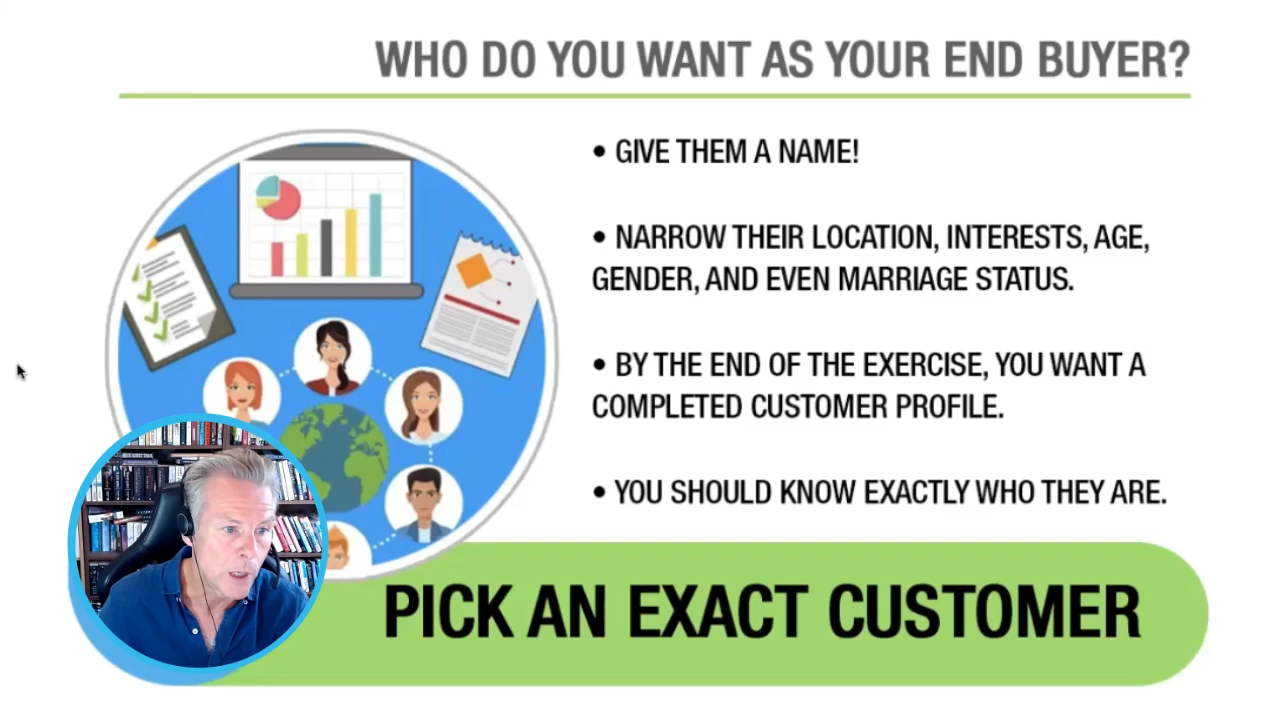 WHO DO YOU WANT AS YOUR END BUYER?
• GIVE THEM A NAME!
• NARROW THEIR LOCATION, INTERESTS, AGE,
GENDER, AND EVEN MARRIAGE STATUS.
• BY THE END OF THE EXERCISE, YOU WANT A
COMPLETED CUSTOMER PROFILE.
• YOU SHOULD KNOW EXACTLY WHO THEY ARE.
PICK AN EXACT CUSTOMER